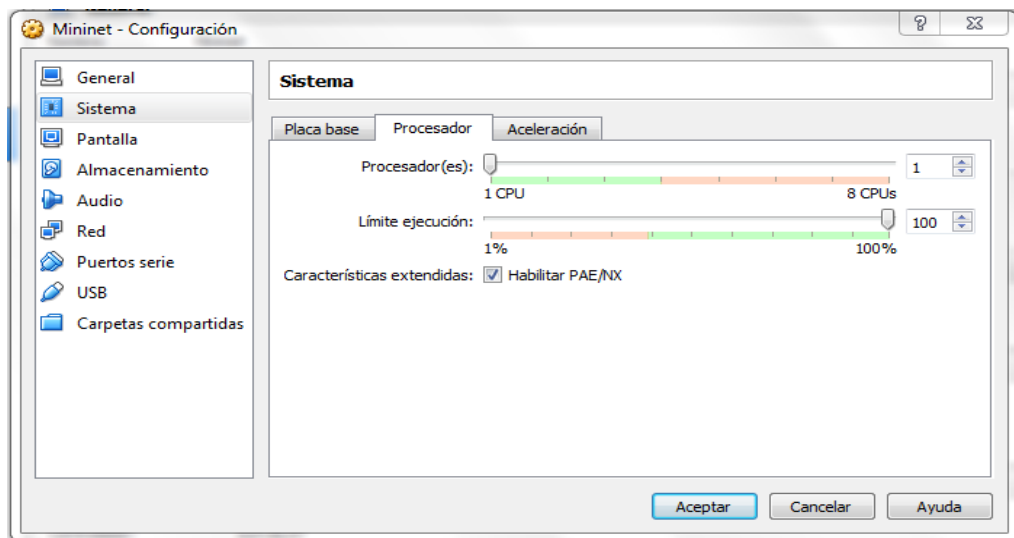 Mininet - Configuración
General
Sistema
Pantalla
Almacenamiento
Audio
Red
Puertos serie
USB
Carpetas compartidas
Sistema
Placa base Procesador Aceleración
Procesador(es): 1
1 CPU 8 CPUs
Límite ejecución: 100
1% 100%
Características extendidas: Habilitar PAE/NX
Aceptar Cancelar Ayuda